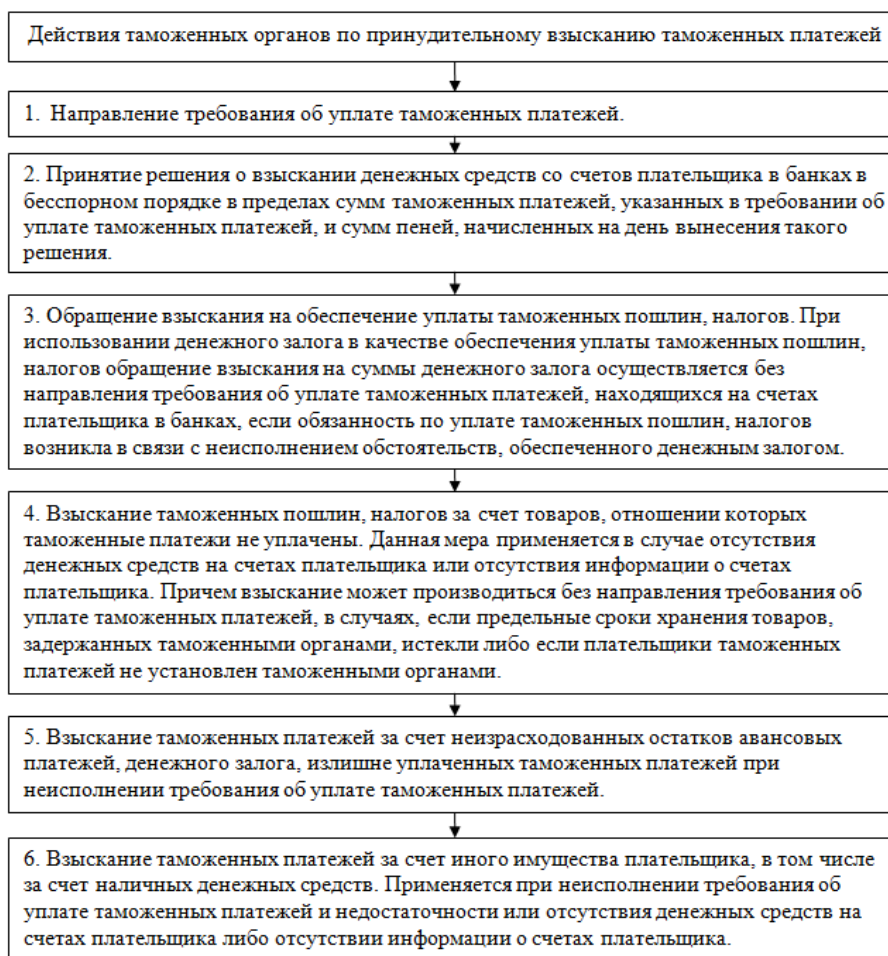 Действия таможенных органов по принудительному взысканию таможенных платежей
1. Направление требования об уплате таможенных платежей.
2. Принятие решения о взыскании денежных средств со счетов плательщика в банках в
бесспорном порядке в пределах сумм таможенных платежей, указанных в требовании об
уплате таможенных платежей, и сумм пеней, начисленных на день вынесения такого
решения.
3. Обращение взыскания на обеспечение уплаты таможенных пошлин, налогов. При
использовании денежного залога в качестве обеспечения уплаты таможенных пошлин,
налогов обращение взыскания на суммы денежного залога осуществляется без
направления требования об уплате таможенных платежей, находящихся на счетах
плательщика в банках, если обязанность по уплате таможенных пошлин, налогов
возникла в связи с неисполнением обстоятельств, обеспеченного денежным залогом.
4. Взыскание таможенных пошлин, налогов за счет товаров, отношении которых
таможенные платежи не уплачены. Данная мера применяется в случае отсутствия
денежных средств на счетах плательщика или отсутствия информации о счетах
плательщика. Причем взыскание может производиться без направления требования об
уплате таможенных платежей, в случаях, если предельные сроки хранения товаров,
задержанных таможенными органами, истекли либо если плательщики таможенных
платежей не установлен таможенными органами.
5. Взыскание таможенных платежей за счет неизрасходованных остатков авансовых
платежей, денежного залога, излишне уплаченных таможенных платежей при
неисполнении требования об уплате таможенных платежей.
6. Взыскание таможенных платежей за счет иного имущества плательщика, в том числе
за счет наличных денежных средств. Применяется при неисполнении требования об
уплате таможенных платежей и недостаточности или отсутствия денежных средств на
счетах плательщика либо отсутствии информации о счетах плательщика.